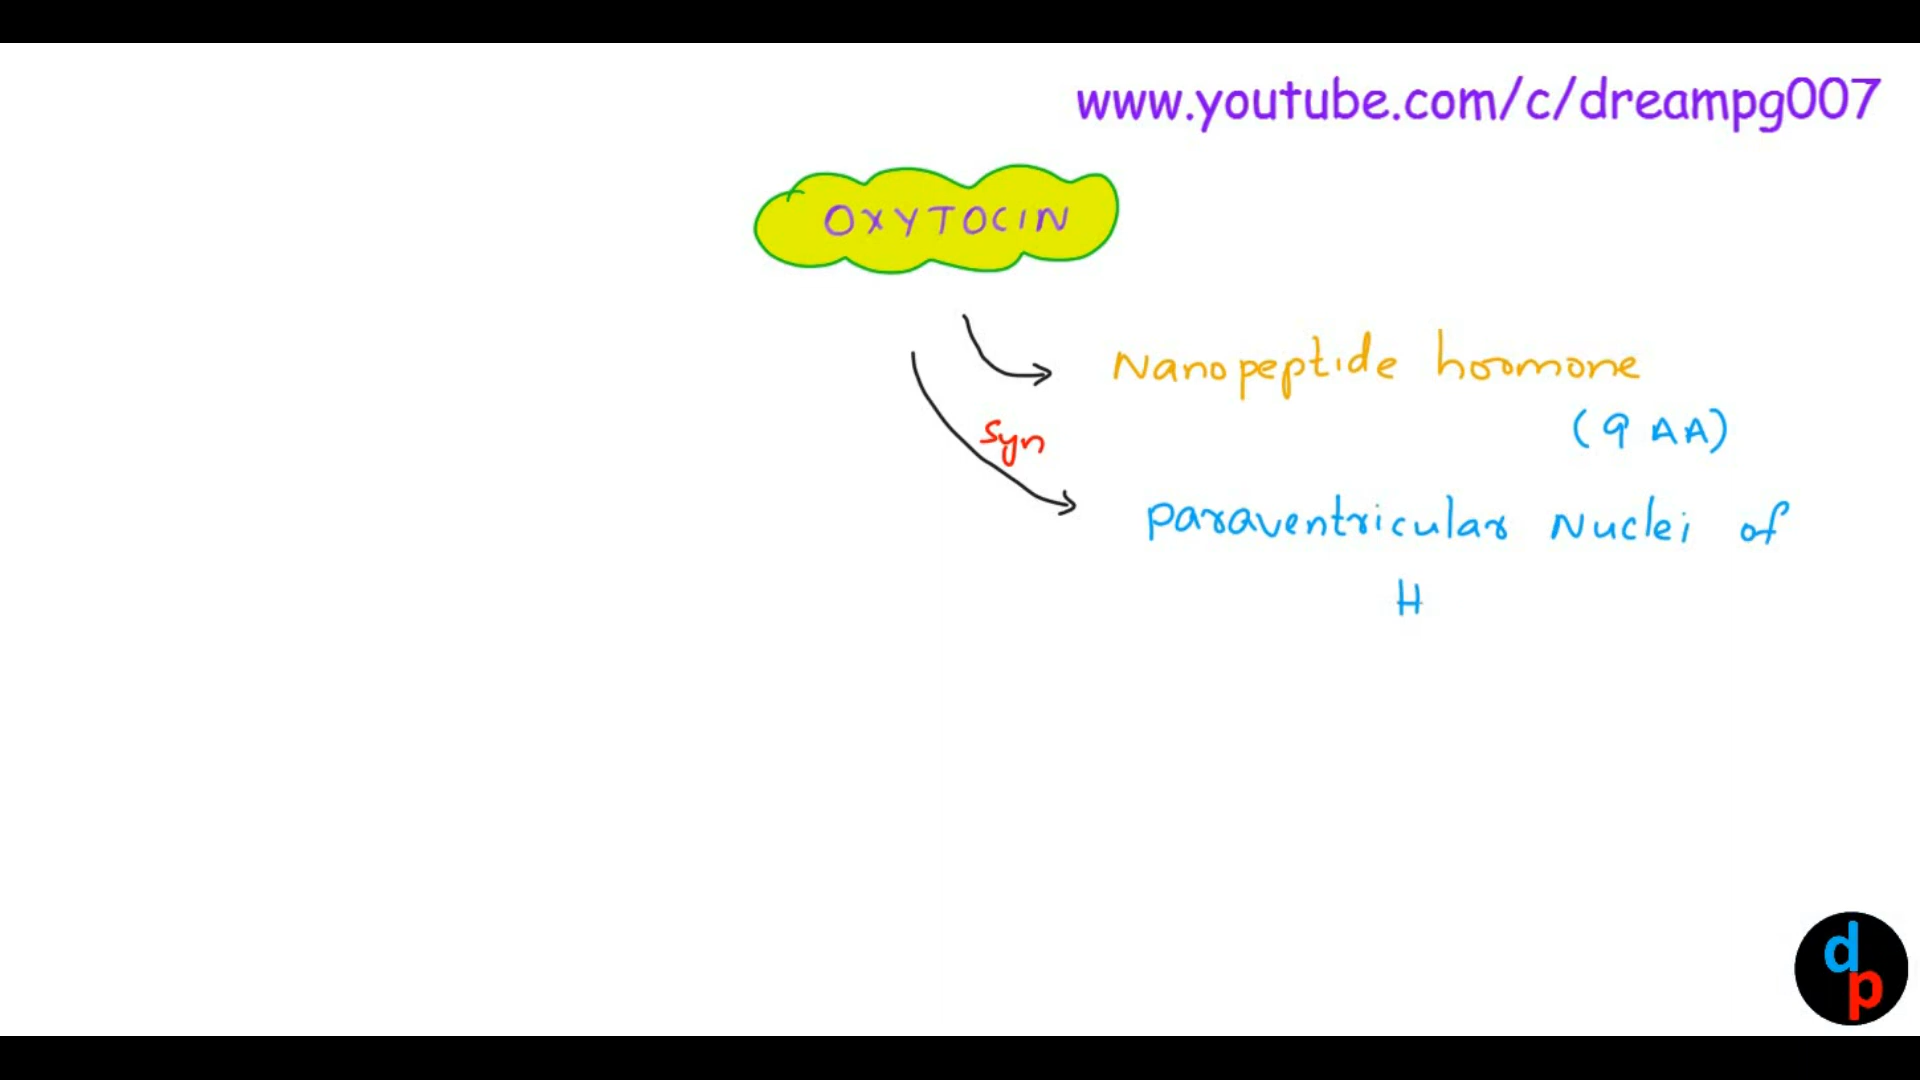 www.youtube.com/c/dreampg007
OXYTOCIN
Nanopeptide hormone
(9 AA)
Syn
Paraventricular Nuclei of
H
dp